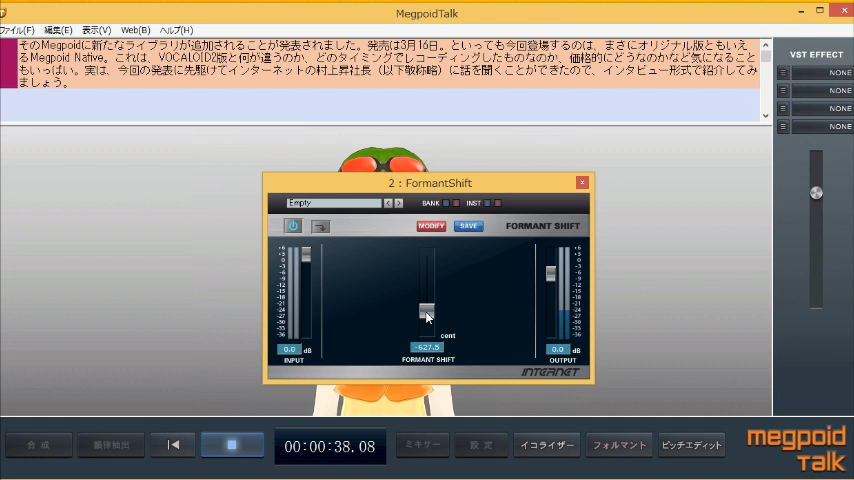 MegpoidTalk
ファイル(F) 編集(E) 表示(V) Web(B) ヘルプ(H)
そのMegpoidに新たなライブラリが追加されることが発表されました。発売は3月16日。といっても今回登場するのは、まさにオリジナル版ともいえ
るMegpoid Native。これは、VOCALOID2版と何が違うのか、どのタイミングでレコーディングしたものなのか、価格的にどうなのかなど気になること
もいっぱい。実は、今回の発表に先駆けてインターネットの村上昇社長（以下敬称略）に話を聞くことができたので、インタビュー形式で紹介してみ
ましょう。
VST EFFECT
NONE
NONE
NONE
NONE
2 : FormantShift
Empty
BANK
INST
MODIFY
SAVE
FORMANT SHIFT
+6
+3
0
-3
-6
-9
-12
-15
-18
-21
-24
-27
-30
-33
-36
+6
+3
0
-3
-6
-9
-12
-15
-18
-21
-24
-27
-30
-33
-36
cent
0.0 dB
-627.5
0.0 dB
INPUT
FORMANT SHIFT
OUTPUT
INTERNET
合 成
韻律抽出
00:00:38.08
ミキサー
設 定
イコライザー
フォルマント
ピッチエディット
megpoid
Talk